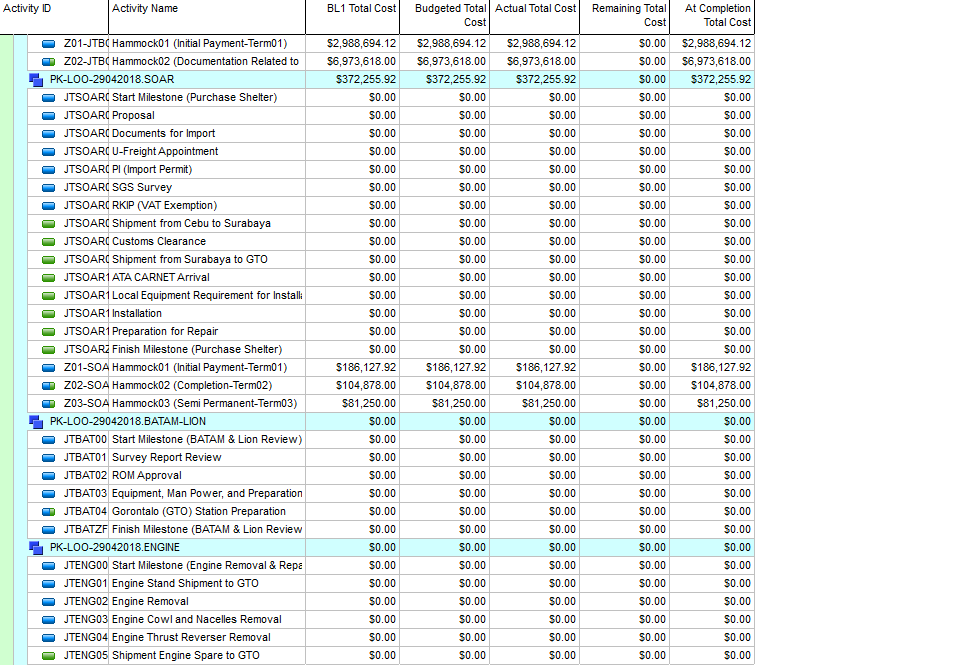 Activity ID Activity Name BL1 Total Cost Budgeted Total Cost Actual Total Cost Remaining Total Cost At Completion Total Cost
Z01-JTBC Hammock01 (Initial Payment-Term01) $2,988,694.12 $2,988,694.12 $2,988,694.12 $0.00 $2,988,694.12
Z02-JTBC Hammock02 (Documentation Related to $6,973,618.00 $6,973,618.00 $6,973,618.00 $0.00 $6,973,618.00
PK-LOO-29042018.SOAR $372,255.92 $372,255.92 $372,255.92 $0.00 $372,255.92
JTSOAR0 Start Milestone (Purchase Shelter) $0.00 $0.00 $0.00 $0.00 $0.00
JTSOAR0 Proposal $0.00 $0.00 $0.00 $0.00 $0.00
JTSOAR0 Documents for Import $0.00 $0.00 $0.00 $0.00 $0.00
JTSOAR0 U-Freight Appointment $0.00 $0.00 $0.00 $0.00 $0.00
JTSOAR0 PI (Import Permit) $0.00 $0.00 $0.00 $0.00 $0.00
JTSOAR0 SGS Survey $0.00 $0.00 $0.00 $0.00 $0.00
JTSOAR0 RKIP (VAT Exemption) $0.00 $0.00 $0.00 $0.00 $0.00
JTSOAR0 Shipment from Cebu to Surabaya $0.00 $0.00 $0.00 $0.00 $0.00
JTSOAR0 Customs Clearance $0.00 $0.00 $0.00 $0.00 $0.00
JTSOAR0 Shipment from Surabaya to GTO $0.00 $0.00 $0.00 $0.00 $0.00
JTSOAR1 ATA CARNET Arrival $0.00 $0.00 $0.00 $0.00 $0.00
JTSOAR1 Local Equipment Requirement for Install $0.00 $0.00 $0.00 $0.00 $0.00
JTSOAR1 Installation $0.00 $0.00 $0.00 $0.00 $0.00
JTSOAR1 Preparation for Repair $0.00 $0.00 $0.00 $0.00 $0.00
JTSOARZ Finish Milestone (Purchase Shelter) $0.00 $0.00 $0.00 $0.00 $0.00
Z01-SOA Hammock01 (Initial Payment-Term01) $186,127.92 $186,127.92 $186,127.92 $0.00 $186,127.92
Z02-SOA Hammock02 (Completion-Term02) $104,878.00 $104,878.00 $104,878.00 $0.00 $104,878.00
Z03-SOA Hammock03 (Semi Permanent-Term03) $81,250.00 $81,250.00 $81,250.00 $0.00 $81,250.00
PK-LOO-29042018.BATAM-LION $0.00 $0.00 $0.00 $0.00 $0.00
JTBAT00 Start Milestone (BATAM & Lion Review) $0.00 $0.00 $0.00 $0.00 $0.00
JTBAT01 Survey Report Review $0.00 $0.00 $0.00 $0.00 $0.00
JTBAT02 ROM Approval $0.00 $0.00 $0.00 $0.00 $0.00
JTBAT03 Equipment, Man Power, and Preparation $0.00 $0.00 $0.00 $0.00 $0.00
JTBAT04 Gorontalo (GTO) Station Preparation $0.00 $0.00 $0.00 $0.00 $0.00
JTBATZF Finish Milestone (BATAM & Lion Review $0.00 $0.00 $0.00 $0.00 $0.00
PK-LOO-29042018.ENGINE $0.00 $0.00 $0.00 $0.00 $0.00
JTENG00 Start Milestone (Engine Removal & Repa $0.00 $0.00 $0.00 $0.00 $0.00
JTENG01 Engine Stand Shipment to GTO $0.00 $0.00 $0.00 $0.00 $0.00
JTENG02 Engine Removal $0.00 $0.00 $0.00 $0.00 $0.00
JTENG03 Engine Cowl and Nacelles Removal $0.00 $0.00 $0.00 $0.00 $0.00
JTENG04 Engine Thrust Reverser Removal $0.00 $0.00 $0.00 $0.00 $0.00
JTENG05 Shipment Engine Spare to GTO $0.00 $0.00 $0.00 $0.00 $0.00